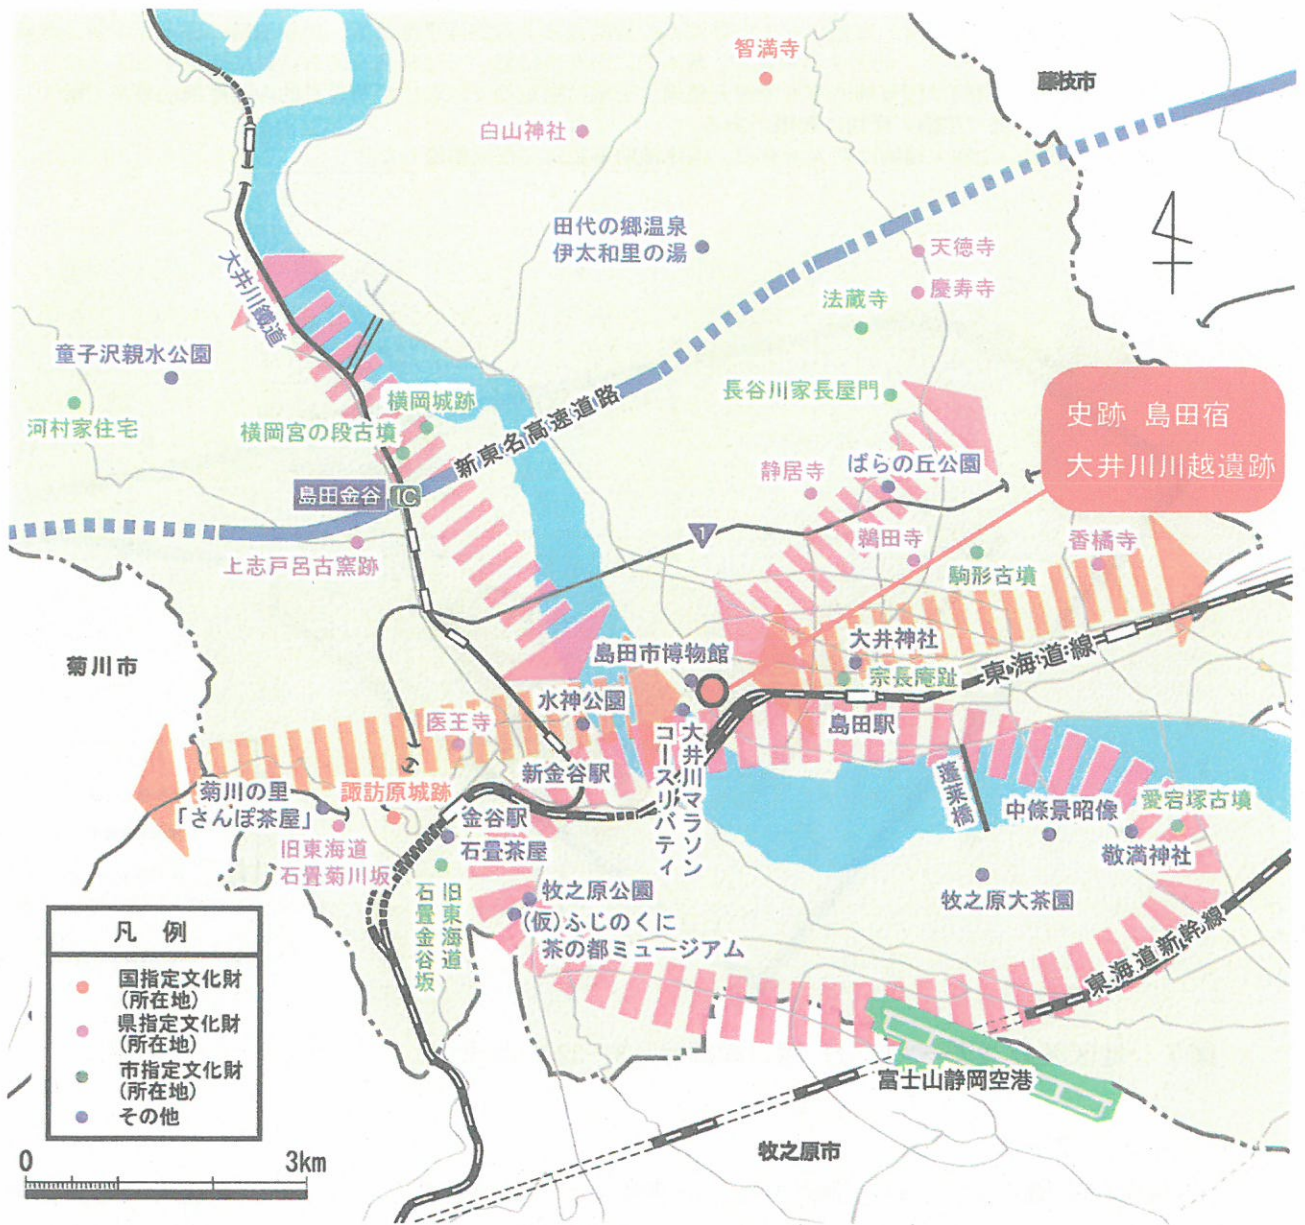 智満寺
藤枝市
白山神社
田代の郷温泉
伊太和里の湯
天徳寺
慶寿寺
法蔵寺
大井川鐵道
童子沢親水公園
河村家住宅
横岡城跡
横岡宮の段古墳
新東名高速道路
長谷川家長屋門
史跡 島田宿
大井川川越遺跡
静居寺
ばらの丘公園
島田金谷 IC
1
鵜田寺
香橘寺
駒形古墳
上志戸呂古窯跡
菊川市
島田市博物館
大井神社
宗長庵趾
東海道線
水神公園
医王寺
島田駅
大井川マラソン
コースリバティ
新金谷駅
蓬莱橋
菊川の里
「さんぽ茶屋」
諏訪原城跡
金谷駅
石畳茶屋
中條景昭像
愛宕塚古墳
敬満神社
旧東海道
石畳菊川坂
牧之原公園
牧之原大茶園
旧東海道
石畳金谷坂
(仮)ふじのくに
茶の都ミュージアム
東海道新幹線
富士山静岡空港
牧之原市
凡 例
国指定文化財
(所在地)
県指定文化財
(所在地)
市指定文化財
(所在地)
その他
0 3km